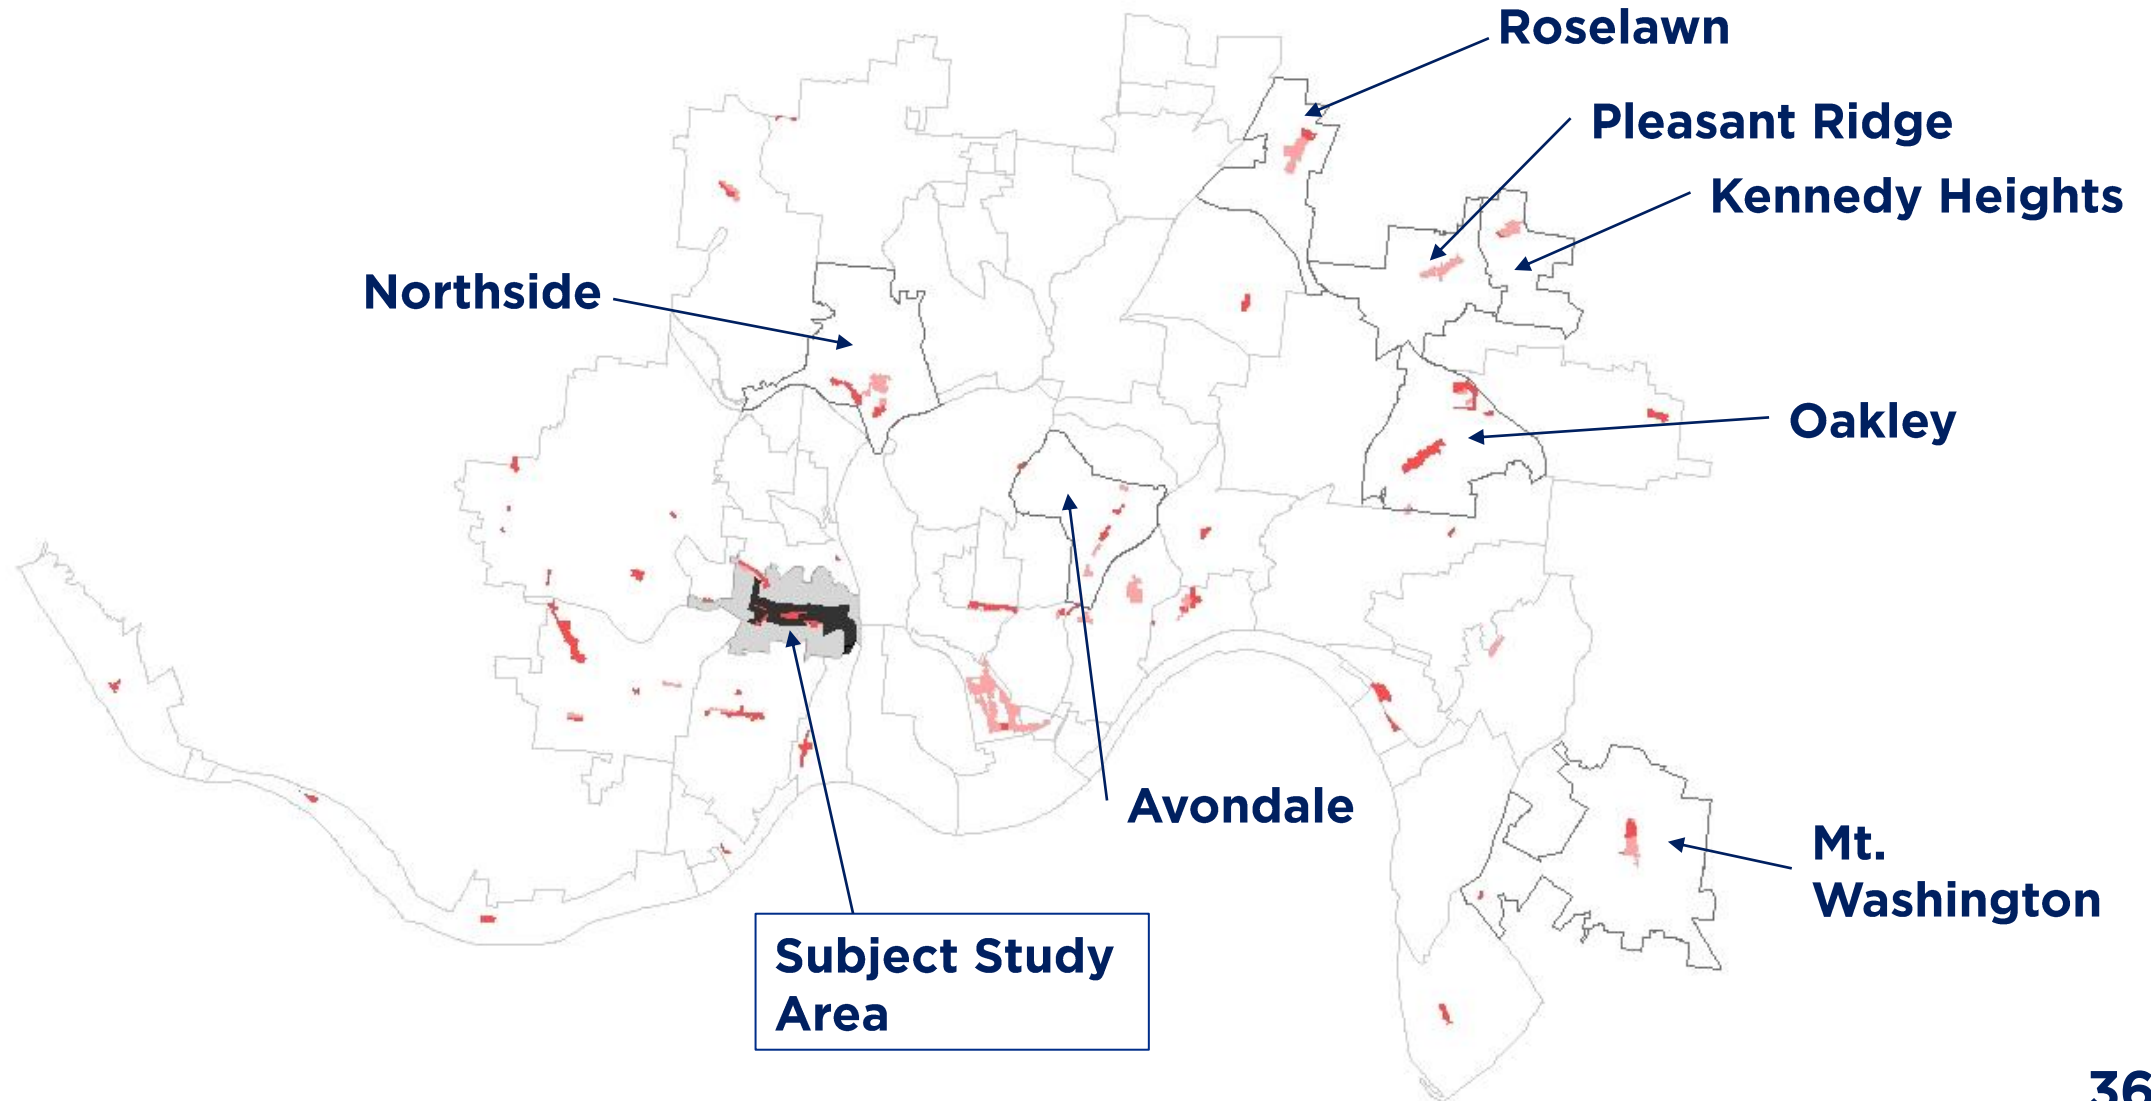 Roselawn
Pleasant Ridge
Kennedy Heights
Northside
Oakley
Avondale
Mt.
Washington
Subject Study
Area
36